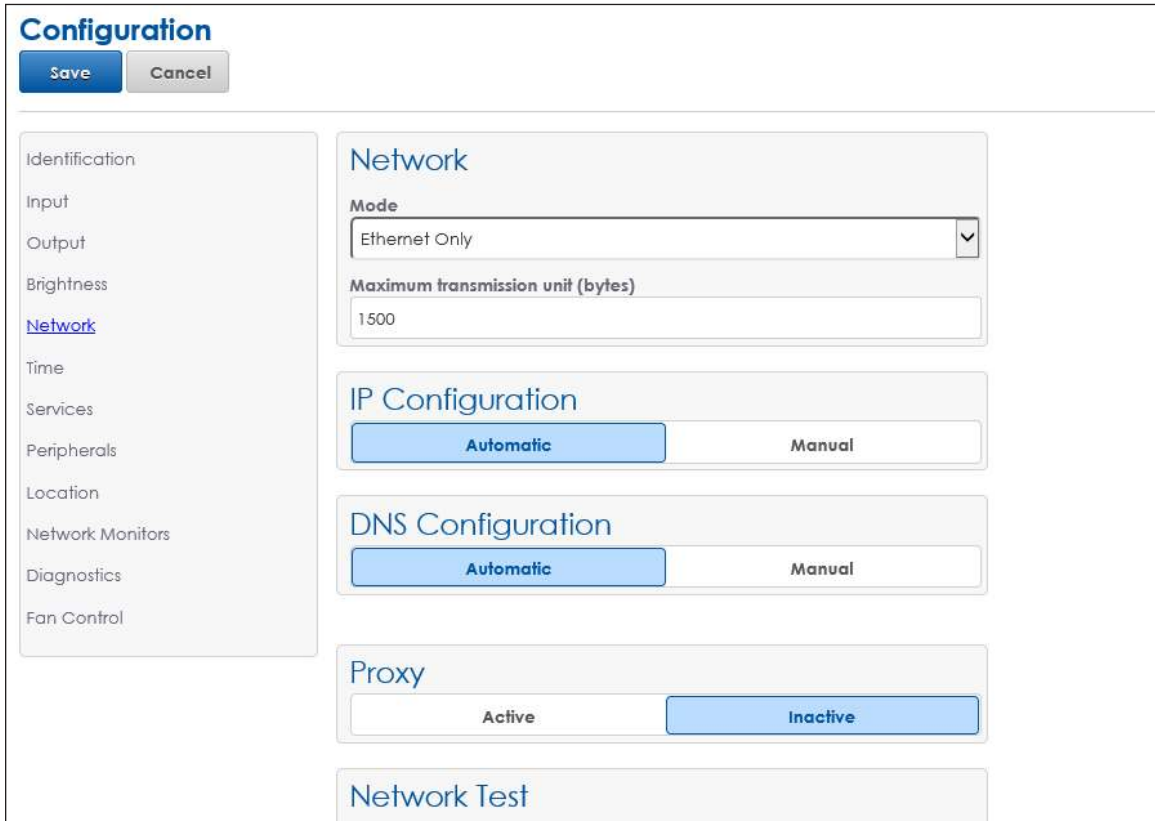 Configuration
Save Cancel
Identification
Input
Output
Brightness
Network
Time
Services
Peripherals
Location
Network Monitors
Diagnostics
Fan Control
Network
Mode
Ethernet Only
Maximum transmission unit (bytes)
1500
IP Configuration
Automatic Manual
DNS Configuration
Automatic Manual
Proxy
Active Inactive
Network Test